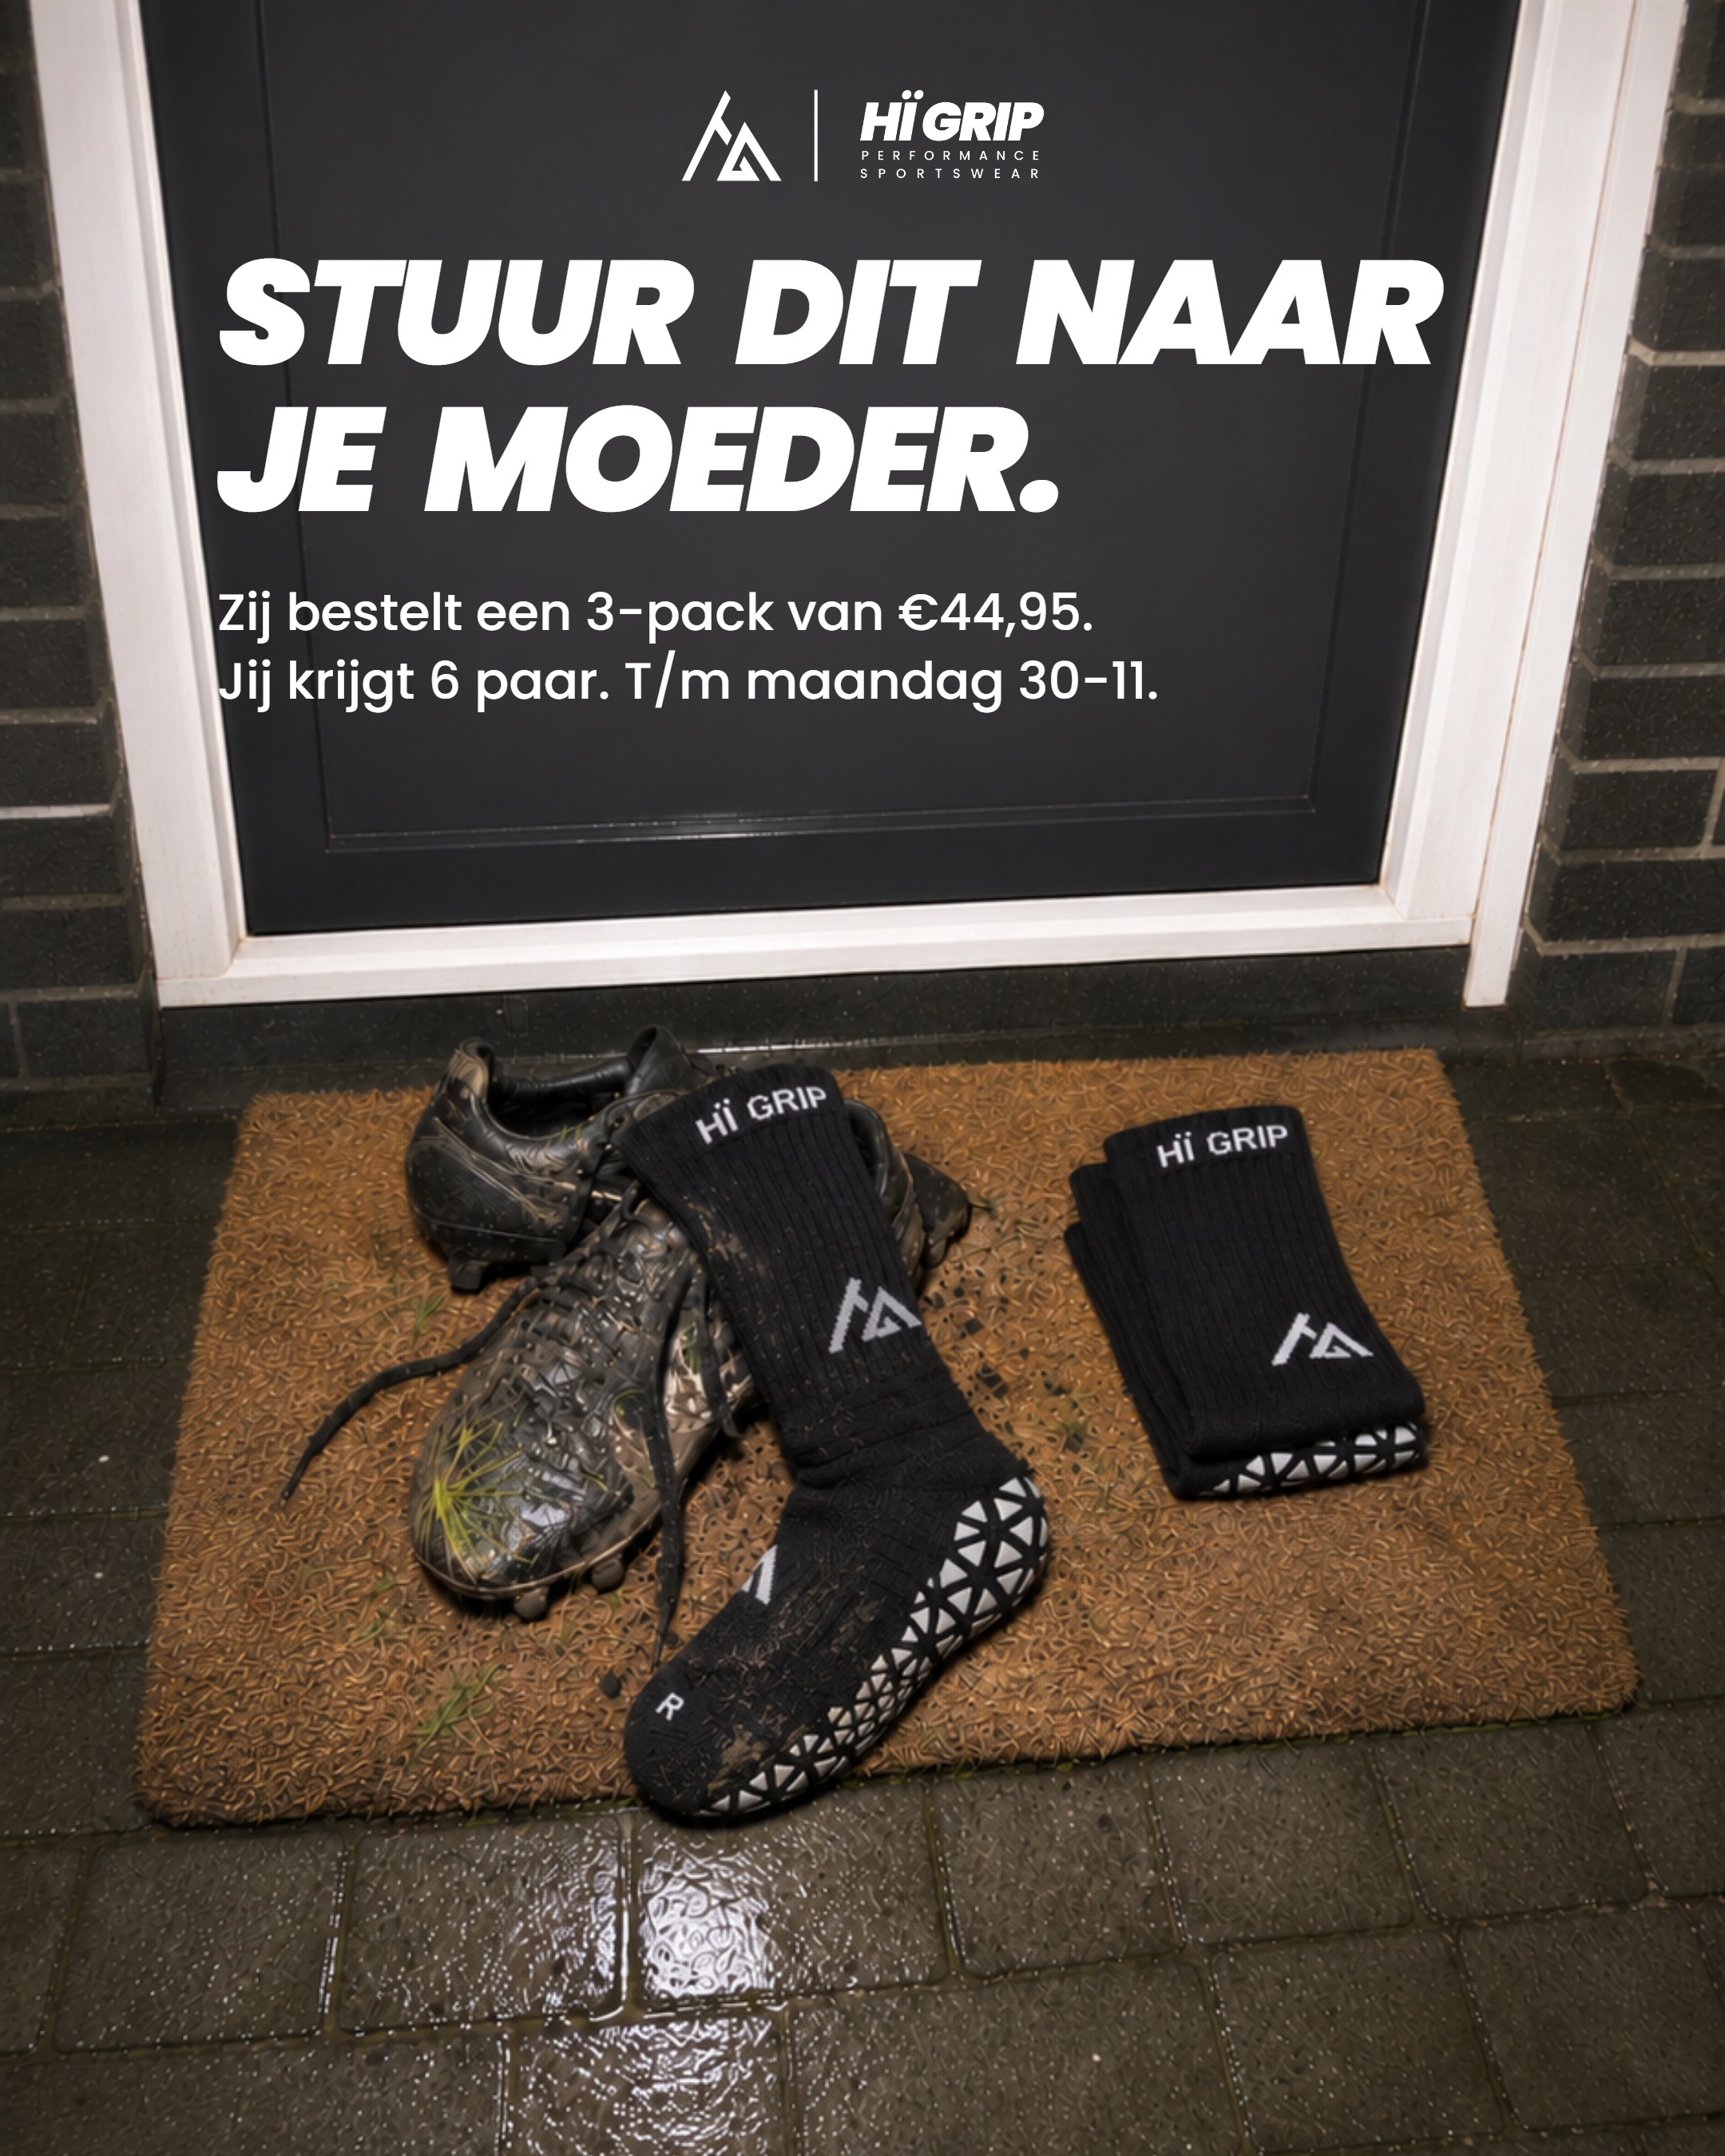 HÏ GRIP
PERFORMANCE
SPORTSWEAR
STUUR DIT NAAR
JE MOEDER.
Zij bestelt een 3-pack van €44,95.
Jij krijgt 6 paar. T/m maandag 30-11.
HÏ GRIP
HÏ GRIP
R